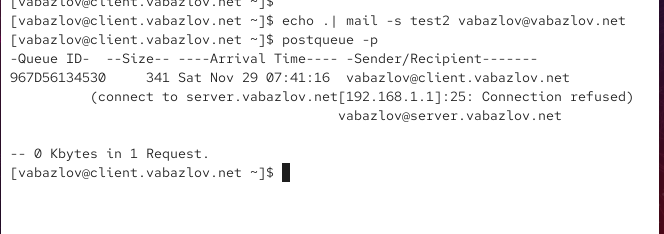 [vabazlov@client.vabazlov.net ~]$
[vabazlov@client.vabazlov.net ~]$ echo .| mail -s test2 vabazlov@vabazlov.net
[vabazlov@client.vabazlov.net ~]$ postqueue -p
-Queue ID-  --Size-- ----Arrival Time---- -Sender/Recipient-------
967D56134530     341 Sat Nov 29 07:41:16  vabazlov@client.vabazlov.net
          (connect to server.vabazlov.net[192.168.1.1]:25: Connection refused)
                                         vabazlov@server.vabazlov.net

-- 0 Kbytes in 1 Request.
[vabazlov@client.vabazlov.net ~]$